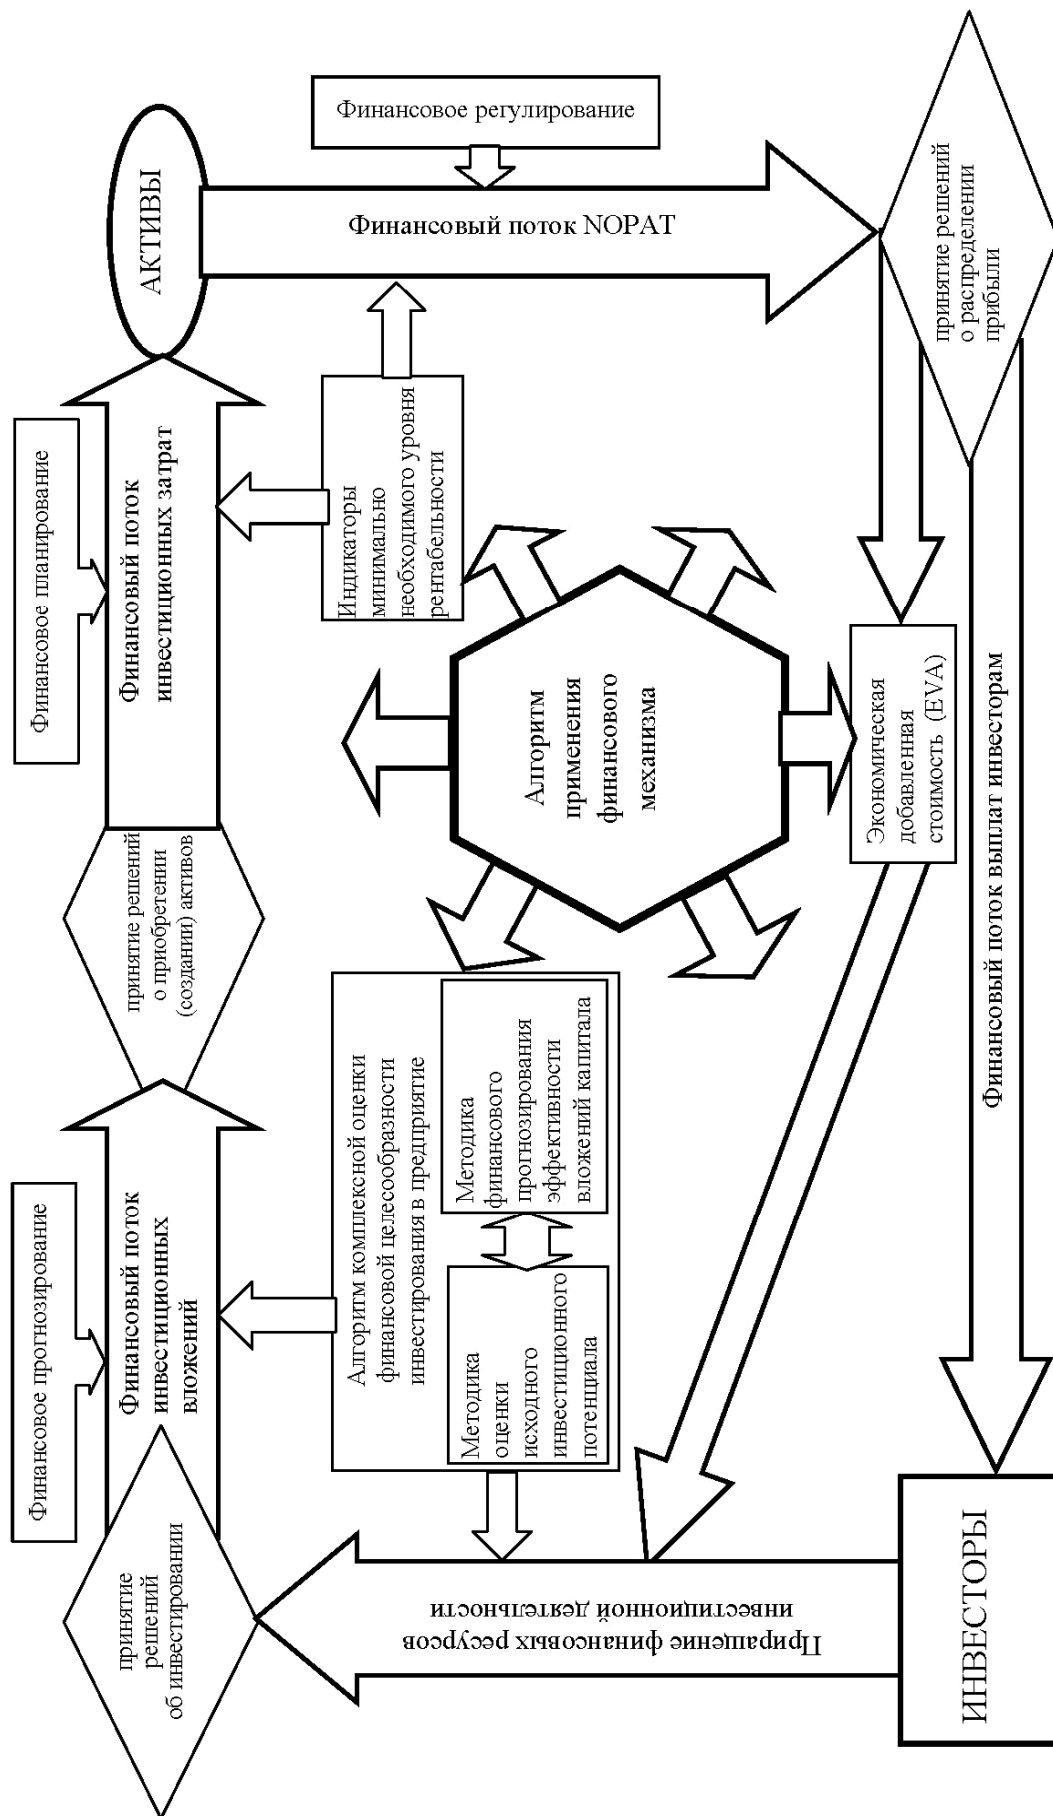 Финансовое прогнозирование
Финансовое планирование
принятие
решений
об инвестировании
Финансовый поток
инвестиционных
вложений
принятие решений
о приобретении
(создании) активов
Финансовый поток
инвестиционных затрат
АКТИВЫ
Финансовое регулирование
Финансовый поток NOPAT
Алгоритм комплексной оценки
финансовой целесообразности
инвестирования в предприятие
Методика
оценки
исходного
инвестиционного
потенциала
Методика
финансового
прогнозирования
эффективности
вложений капитала
Индикаторы
минимально
необходимого уровня
рентабельности
Алгоритм
применения
финансового
механизма
Приращение финансовых ресурсов
инвестиционной деятельности
Экономическая
добавленная
стоимость (EVA)
принятие решений
о распределении
прибыли
Финансовый поток выплат инвесторам
ИНВЕСТОРЫ